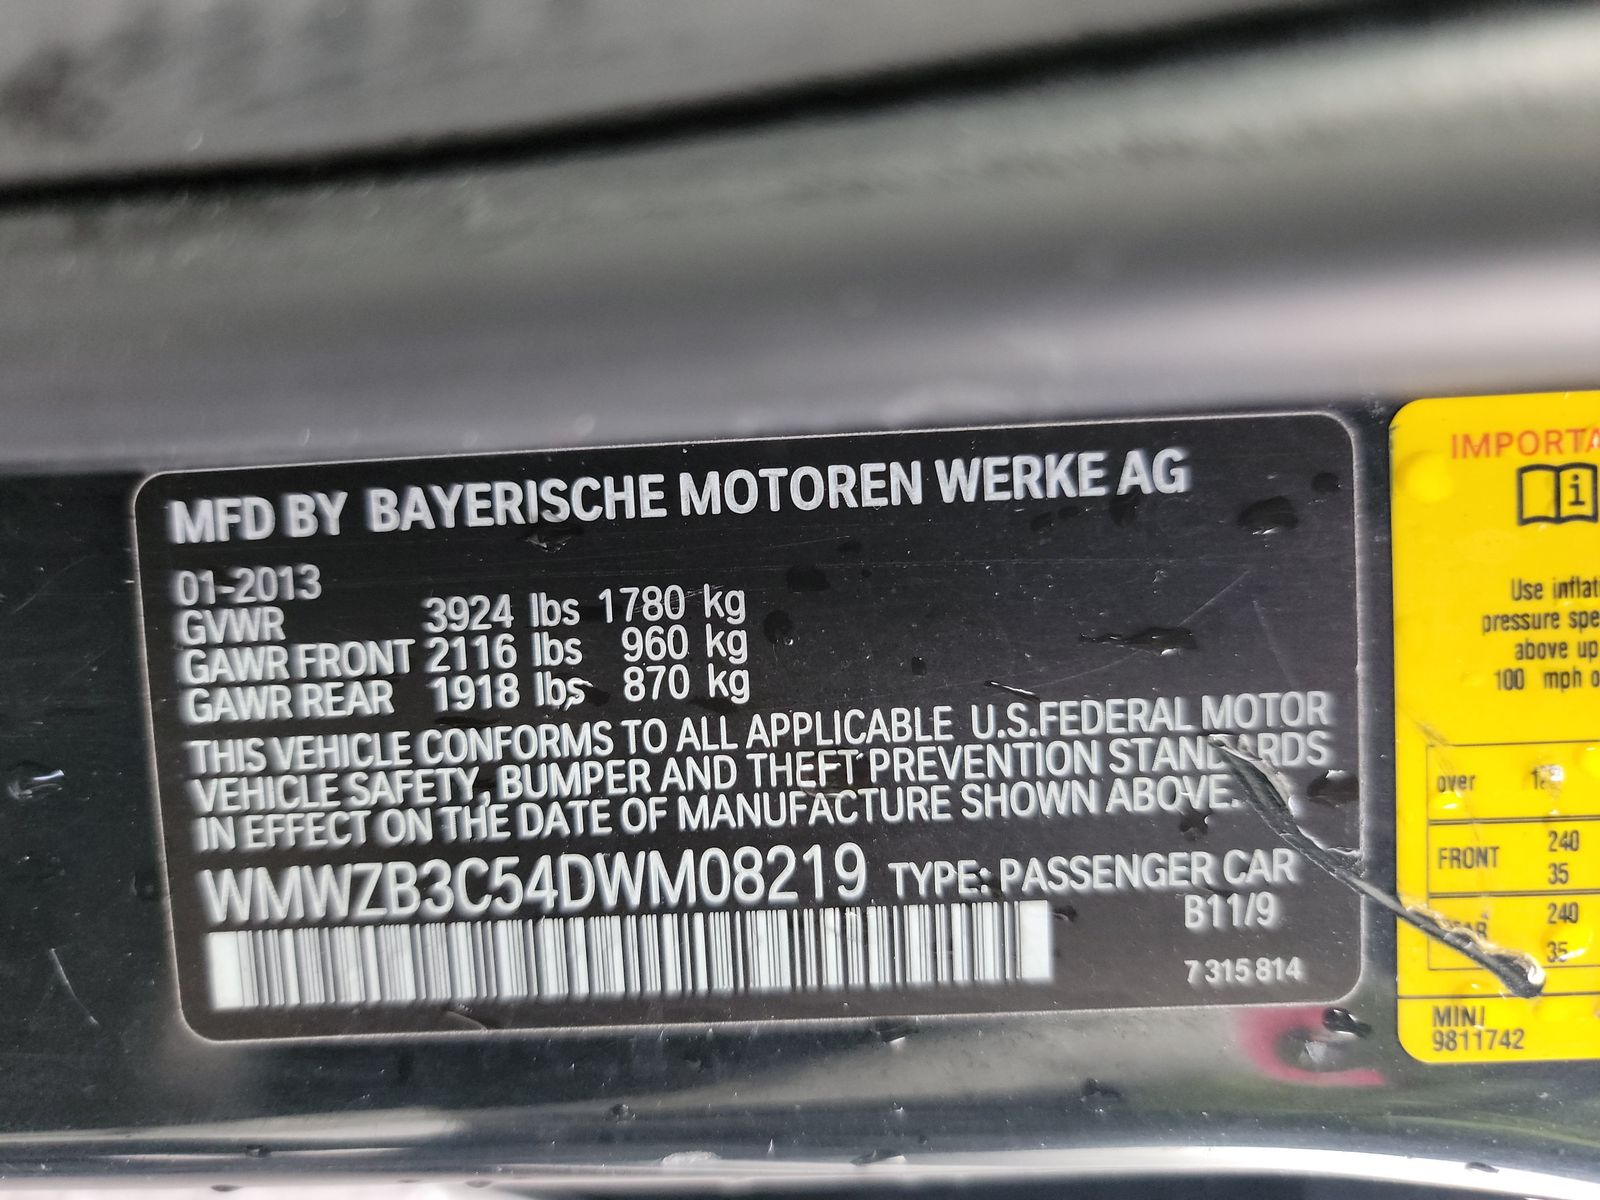 MFD BY BAYERISCHE MOTOREN WERKE AG
01-2013
GVWR 3924 lbs 1780 kg
GAWR FRONT 2116 lbs 960 kg
GAWR REAR 1918 lbs 870 kg
THIS VEHICLE CONFORMS TO ALL APPLICABLE U.S.FEDERAL MOTOR
VEHICLE SAFETY, BUMPER AND THEFT PREVENTION STANDARDS
IN EFFECT ON THE DATE OF MANUFACTURE SHOWN ABOVE.
WMWZB3C54DWM08219 TYPE: PASSENGER CAR
B11/9
7 315 814
IMPORTA
i
Use inflati
pressure spe
above up
100 mph o
over
FRONT 240
35
240
35
MINI
9811742